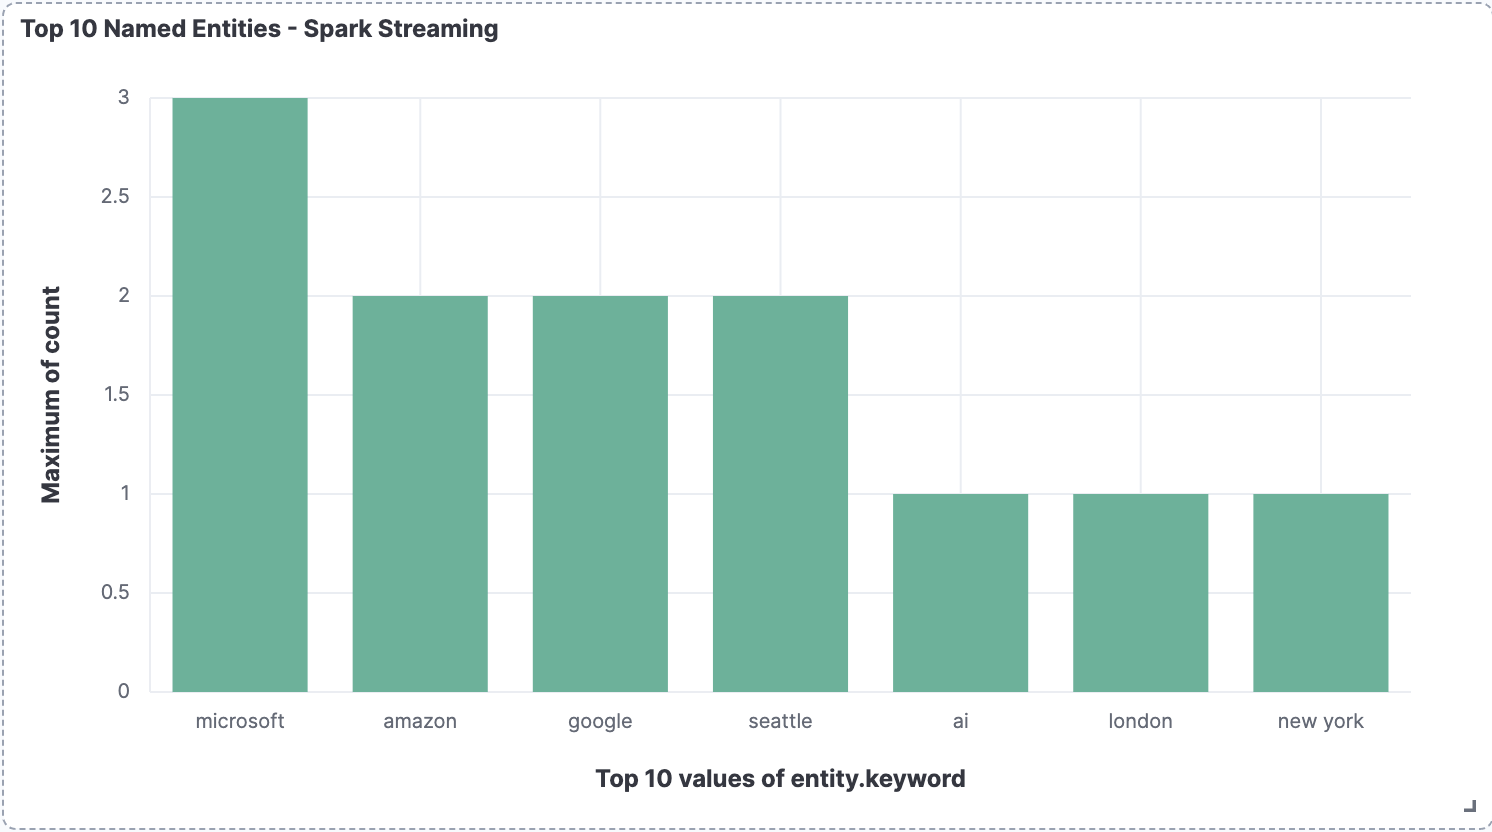 Top 10 Named Entities - Spark Streaming
Maximum of count
3
2.5
2
1.5
1
0.5
0
microsoft amazon google seattle ai london new york
Top 10 values of entity.keyword